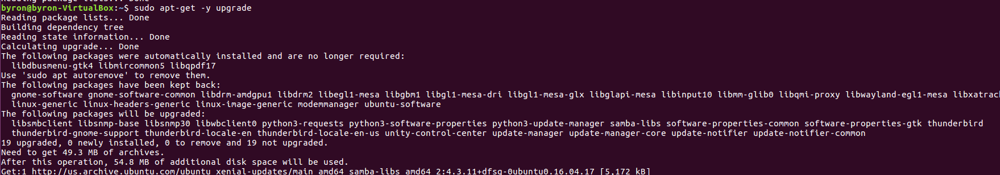 byron@byron-VirtualBox:~$ sudo apt-get -y upgrade
Reading package lists... Done
Building dependency tree
Reading state information... Done
Calculating upgrade... Done
The following packages were automatically installed and are no longer required:
  libdbusmenu-gtk4 libmircommon5 libqpdf17
Use 'sudo apt autoremove' to remove them.
The following packages have been kept back:
  gnome-software gnome-software-common libdrm-amdgpu1 libdrm2 libegl1-mesa libgbm1 libgl1-mesa-dri libgl1-mesa-glx libglapi-mesa libinput10 libmm-glib0 libqmi-proxy libwayland-egl1-mesa libxatrac
  linux-generic linux-headers-generic linux-image-generic modemmanager ubuntu-software
The following packages will be upgraded:
  libsmbclient libsnmp-base libsnmp30 libwbclient0 python3-requests python3-software-properties python3-update-manager samba-libs software-properties-common software-properties-gtk thunderbird
  thunderbird-gnome-support thunderbird-locale-en thunderbird-locale-en-us unity-control-center update-manager update-manager-core update-notifier update-notifier-common
19 upgraded, 0 newly installed, 0 to remove and 19 not upgraded.
Need to get 49.3 MB of archives.
After this operation, 54.8 MB of additional disk space will be used.
Get:1 http://us.archive.ubuntu.com/ubuntu xenial-updates/main amd64 samba-libs amd64 2:4.3.11+dfsg-0ubuntu0.16.04.17 [5,172 kB]